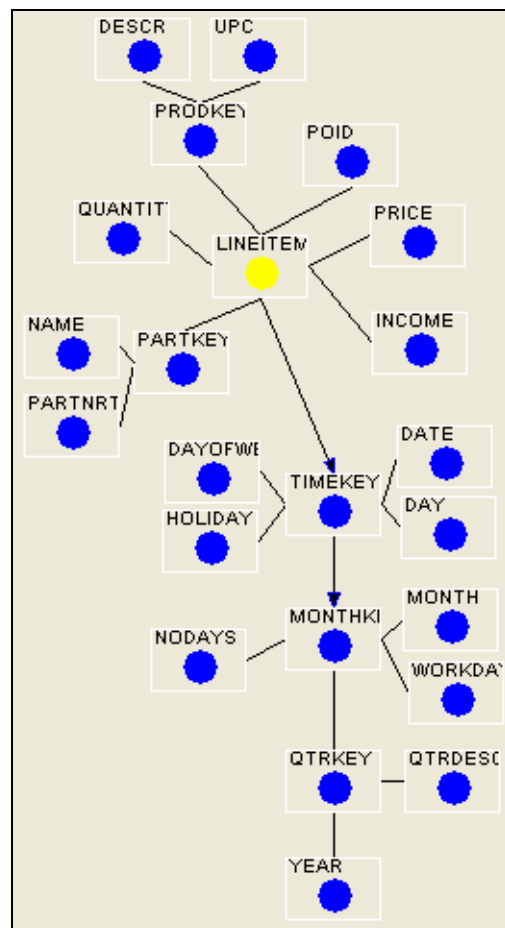 DESCR
UPC
PRODKEY
POID
QUANTIT
PRICE
LINEITEM
INCOME
NAME
PARTKEY
PARTNRT
DAYOFWE
DATE
TIMEKEY
HOLIDAY
DAY
MONTH
MONTHKI
NODAYS
WORKDAY
QTRKEY
QTRDESC
YEAR